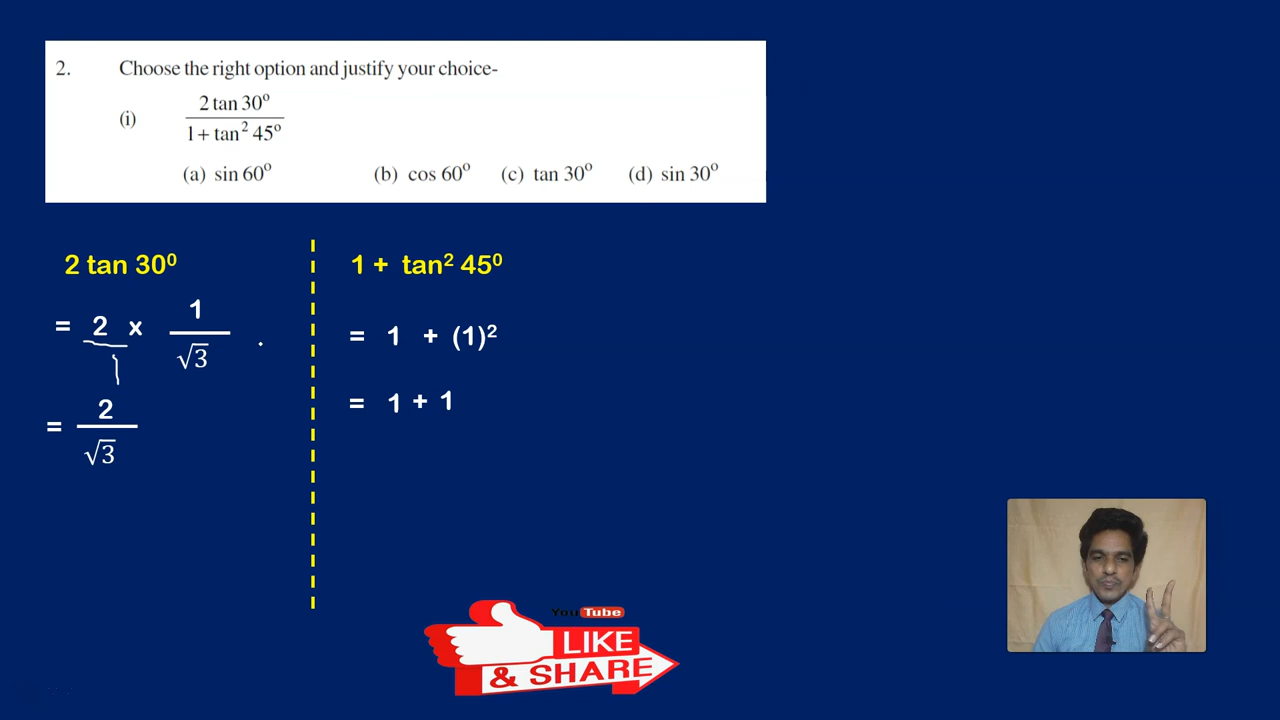 2. Choose the right option and justify your choice-
(i) 2 tan 30°
1 + tan² 45°
(a) sin 60° (b) cos 60° (c) tan 30° (d) sin 30°
2 tan 30⁰
= 2 x 1
1 √3
= 2
√3
1 + tan² 45⁰
= 1 + (1)²
= 1 + 1
YouTube
LIKE
& SHARE